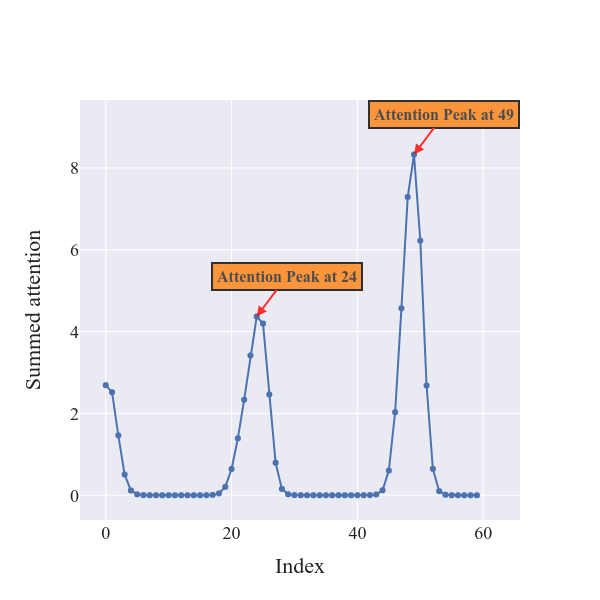 Attention Peak at 49
Attention Peak at 24
8
6
4
2
0
0 20 40 60
Index
Summed attention